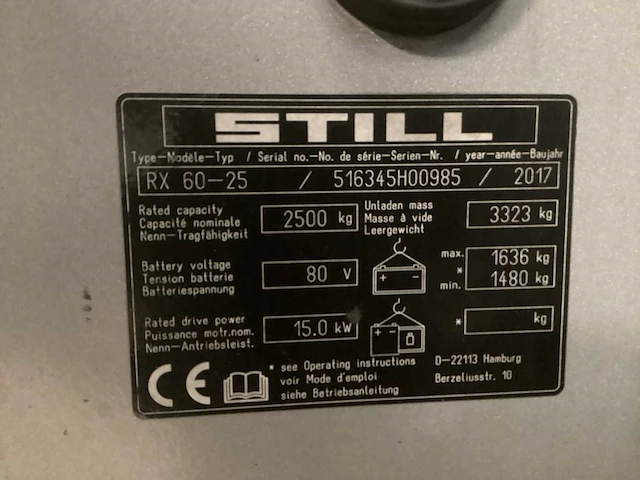 STILL
Type-Modèle-Typ / Serial no.-No. de série-Serien-Nr. / year-année-Baujahr
RX 60-25 / 516345H00985 / 2017
Rated capacity
Capacité nominale
Nenn-Tragfähigkeit
2500 kg
Unladen mass
Masse à vide
Leergewicht
3323 kg
Battery voltage
Tension batterie
Batteriespannung
80 V
+ -
max. 1636 kg
*
min. 1480 kg
Rated drive power
Puissance motr.nom.
Nenn-Antriebsleist.
15.0 kW
+ -
* kg
CE
* see Operating instructions
voir Mode d'emploi
siehe Betriebsanleitung
D-22113 Hamburg
Berzeliusstr. 10